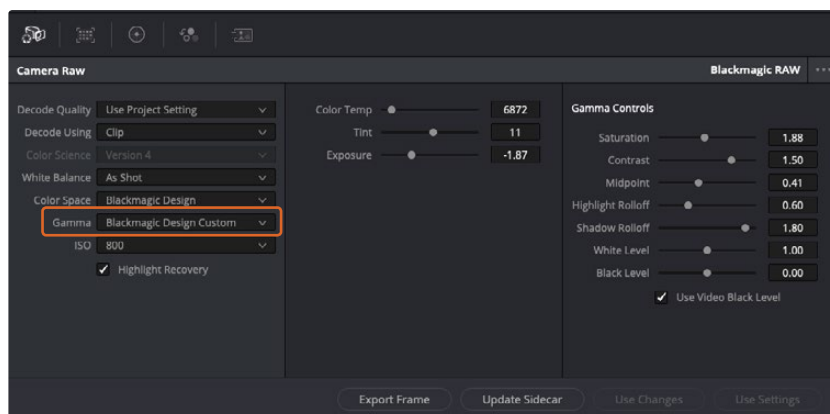 Camera Raw
Blackmagic RAW
Decode Quality Use Project Setting
Decode Using Clip
Color Science Version 4
White Balance As Shot
Color Space Blackmagic Design
Gamma Blackmagic Design Custom
ISO 800
Highlight Recovery
Color Temp 6872
Tint 11
Exposure -1.87
Gamma Controls
Saturation 1.88
Contrast 1.50
Midpoint 0.41
Highlight Rolloff 0.60
Shadow Rolloff 1.80
White Level 1.00
Black Level 0.00
Use Video Black Level
Export Frame Update Sidecar Use Changes Use Settings